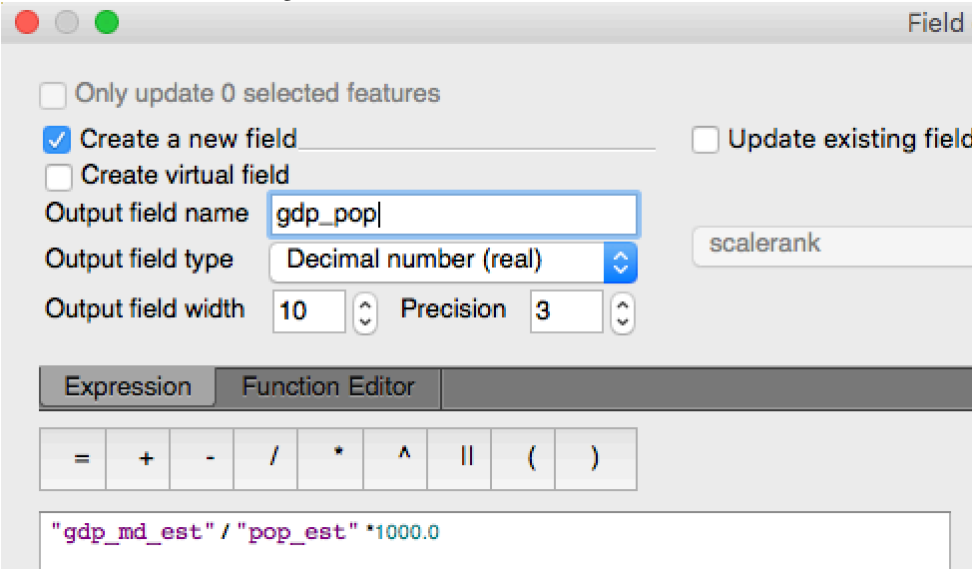 Field
Only update 0 selected features
Create a new field
Update existing field
Create virtual field
Output field name gdp_pop
scalerank
Output field type Decimal number (real)
Output field width 10 Precision 3
Expression Function Editor
= + - / * ^ || ( )
"gdp_md_est" / "pop_est" *1000.0